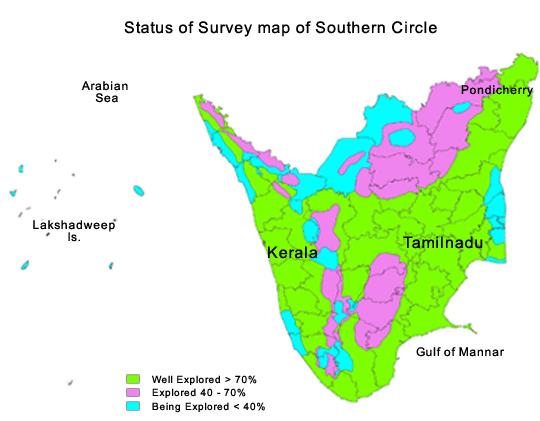 Status of Survey map of Southern Circle
Arabian
Sea
Pondicherry
Lakshadweep
Is.
Kerala
Tamilnadu
Gulf of Mannar
Well Explored > 70%
Explored 40 - 70%
Being Explored < 40%